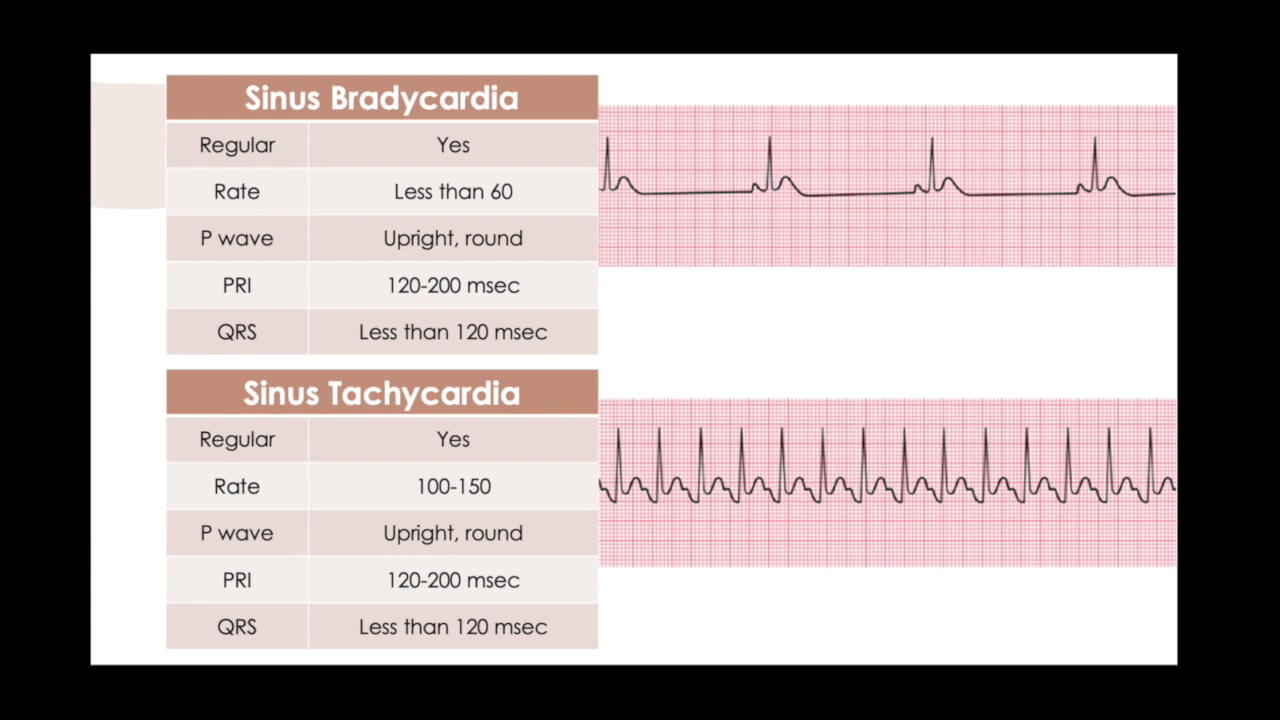 Sinus Bradycardia
Regular Yes
Rate Less than 60
P wave Upright, round
PRI 120-200 msec
QRS Less than 120 msec
Sinus Tachycardia
Regular Yes
Rate 100-150
P wave Upright, round
PRI 120-200 msec
QRS Less than 120 msec